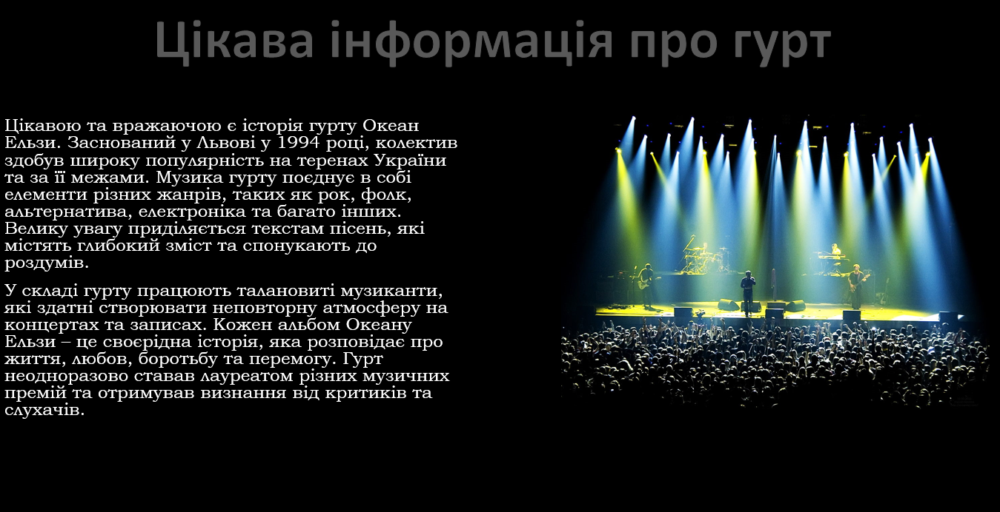 Цікава інформація про гурт
Цікавою та вражаючою є історія гурту Океан
Ельзи. Заснований у Львові у 1994 році, колектив
здобув широку популярність на теренах України
та за її межами. Музика гурту поєднує в собі
елементи різних жанрів, таких як рок, фолк,
альтернатива, електроніка та багато інших.
Велику увагу приділяється текстам пісень, які
містять глибокий зміст та спонукають до
роздумів.
У складі гурту працюють талановиті музиканти,
які здатні створювати неповторну атмосферу на
концертах та записах. Кожен альбом Океану
Ельзи – це своєрідна історія, яка розповідає про
життя, любов, боротьбу та перемогу. Гурт
неодноразово ставав лауреатом різних музичних
премій та отримував визнання від критиків та
слухачів.